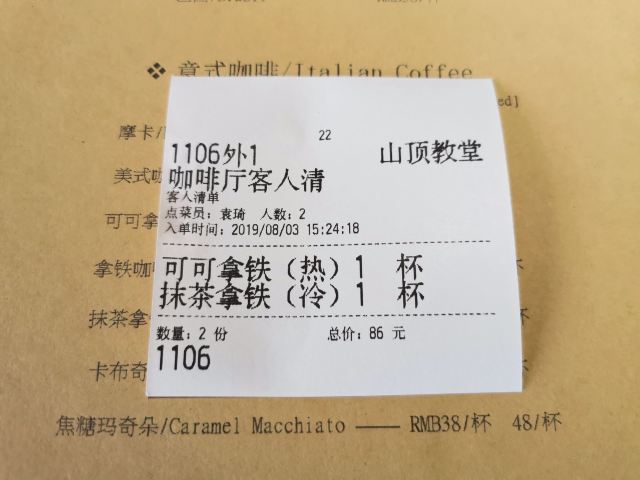 ❖ 意式咖啡/Italian Coffee
ed]
摩卡/
22
1106外1 山顶教堂
美式咖
咖啡厅客人清
客人清单
点菜员：袁琦 人数：2
可可拿
入单时间：2019/08/03 15:24:18
拿铁咖
可可拿铁（热）1 杯
抹茶拿铁（冷）1 杯
抹茶拿
数量：2 份 总价：86 元
1106
卡布奇
焦糖玛奇朵/Caramel Macchiato —— RMB38/杯 48/杯